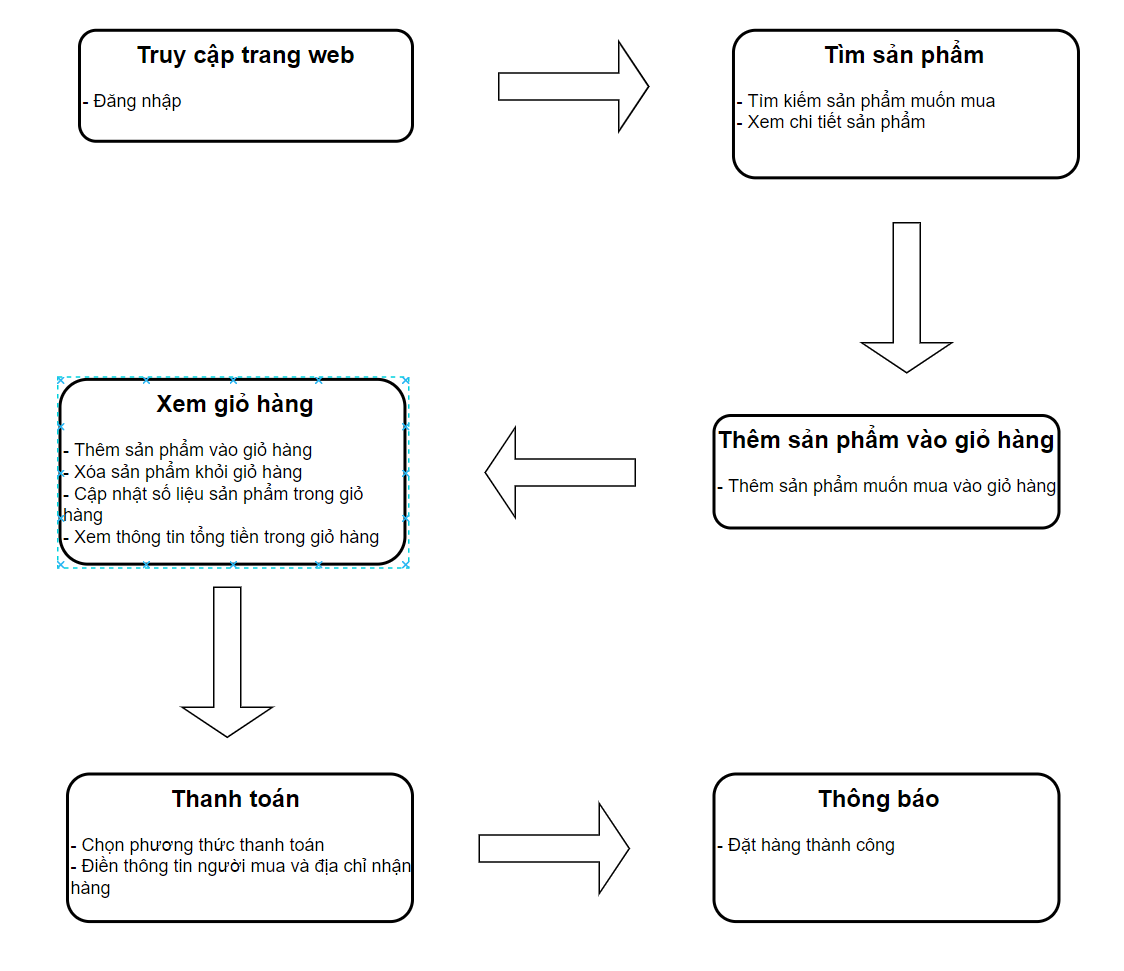 Truy cập trang web
- Đăng nhập
Tìm sản phẩm
- Tìm kiếm sản phẩm muốn mua
- Xem chi tiết sản phẩm
Thêm sản phẩm vào giỏ hàng
- Thêm sản phẩm muốn mua vào giỏ hàng
Xem giỏ hàng
- Thêm sản phẩm vào giỏ hàng
- Xóa sản phẩm khỏi giỏ hàng
- Cập nhật số liệu sản phẩm trong giỏ
hàng
- Xem thông tin tổng tiền trong giỏ hàng
Thanh toán
- Chọn phương thức thanh toán
- Điền thông tin người mua và địa chỉ nhận
hàng
Thông báo
- Đặt hàng thành công